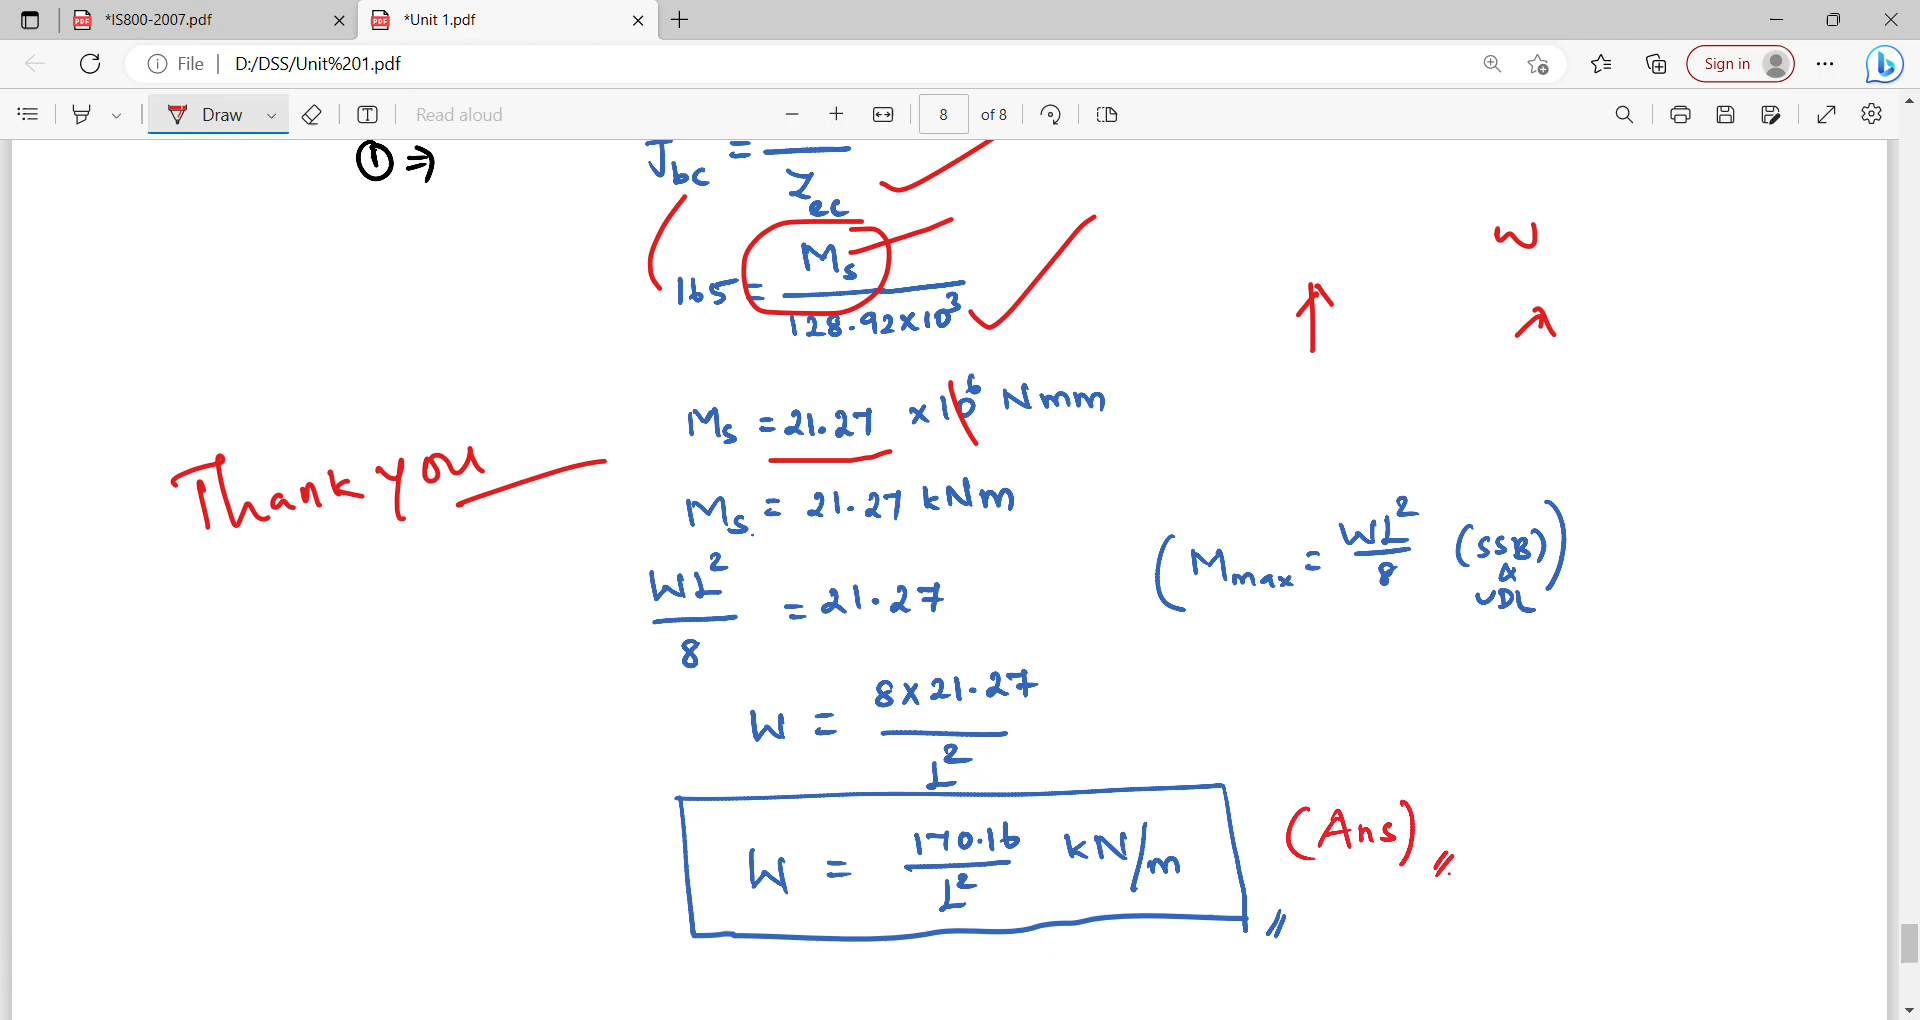 *IS800-2007.pdf
*Unit 1.pdf
File | D:/DSS/Unit%201.pdf
Sign in
Draw
Read aloud
8 of 8
① ⇒
= 
Zec
Ms
165 = 
128.92×10³
W
Ms = 21.27 ×10⁶ Nmm
Thank you
Ms = 21.27 kNm
WL²
8
= 21.27
(Mmax = WL²/8 (SSB) & UDL)
W = 8×21.27
L²
W = 170.16/L² kN/m
(Ans)